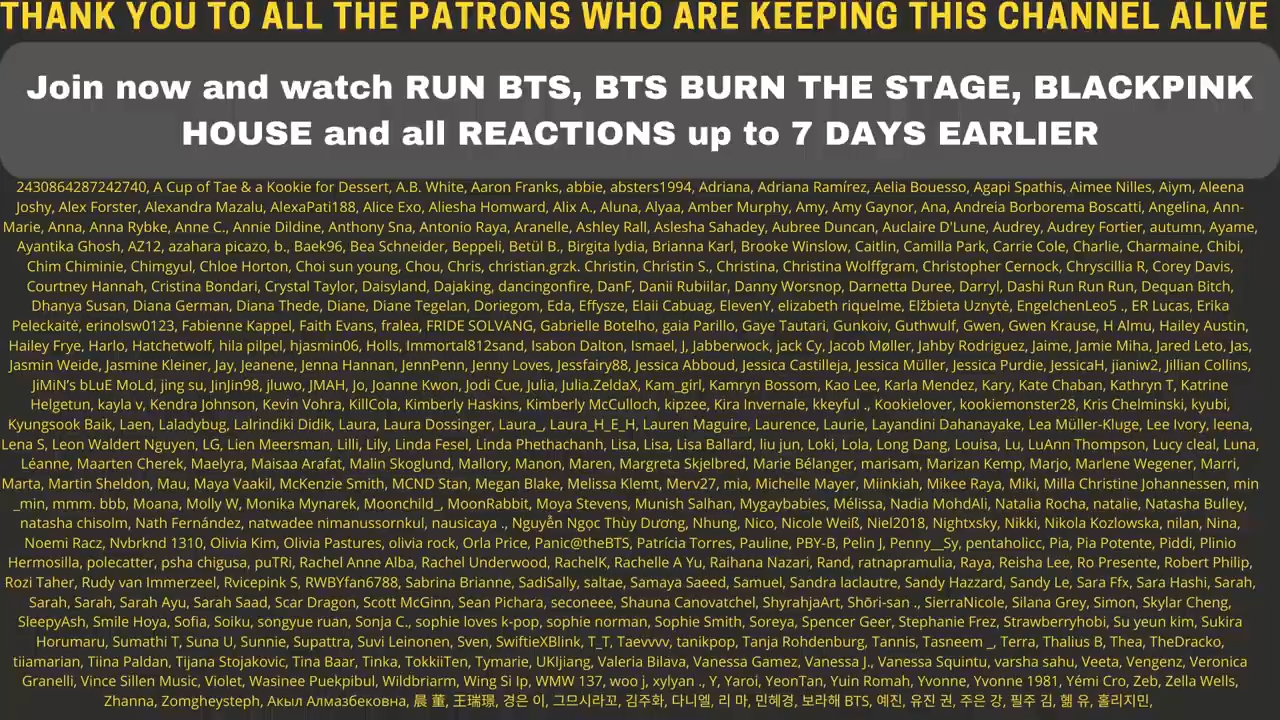 THANK YOU TO ALL THE PATRONS WHO ARE KEEPING THIS CHANNEL ALIVE
Join now and watch RUN BTS, BTS BURN THE STAGE, BLACKPINK
HOUSE and all REACTIONS up to 7 DAYS EARLIER
2430864287242740, A Cup of Tae & a Kookie for Dessert, A.B. White, Aaron Franks, abbie, absters1994, Adriana, Adriana Ramírez, Aelia Bouesso, Agapi Spathis, Aimee Nilles, Aiym, Aleena
Joshy, Alex Forster, Alexandra Mazalu, AlexaPati188, Alice Exo, Aliesha Homward, Alix A., Aluna, Alyaa, Amber Murphy, Amy, Amy Gaynor, Ana, Andreia Borborema Boscatti, Angelina, Ann-
Marie, Anna, Anna Rybke, Anne C., Annie Dildine, Anthony Sna, Antonio Raya, Aranelle, Ashley Rall, Aslesha Sahadey, Aubree Duncan, Auclaire D'Lune, Audrey, Audrey Fortier, autumn, Ayame,
Ayantika Ghosh, AZ12, azahara picazo, b., Baek96, Bea Schneider, Beppeli, Betül B., Birgita lydia, Brianna Karl, Brooke Winslow, Caitlin, Camilla Park, Carrie Cole, Charlie, Charmaine, Chibi,
Chim Chiminie, Chimgyul, Chloe Horton, Choi sun young, Chou, Chris, christian.grzk. Christin, Christin S., Christina, Christina Wolffgram, Christopher Cernock, Chryscillia R, Corey Davis,
Courtney Hannah, Cristina Bondari, Crystal Taylor, Daisyland, Dajaking, dancingonfire, DanF, Danii Rubiilar, Danny Worsnop, Darnetta Duree, Darryl, Dashi Run Run Run, Dequan Bitch,
Dhanya Susan, Diana German, Diana Thede, Diane, Diane Tegelan, Doriegom, Eda, Effysze, Elaii Cabuag, ElevenY, elizabeth riquelme, Elžbieta Uznytė, EngelchenLeo5 ., ER Lucas, Erika
Peleckaitė, erinolsw0123, Fabienne Kappel, Faith Evans, fralea, FRIDE SOLVANG, Gabrielle Botelho, gaia Parillo, Gaye Tautari, Gunkoiv, Guthwulf, Gwen, Gwen Krause, H Almu, Hailey Austin,
Hailey Frye, Harlo, Hatchetwolf, hila pilpel, hjasmin06, Holls, Immortal812sand, Isabon Dalton, Ismael, J, Jabberwock, jack Cy, Jacob Møller, Jahby Rodriguez, Jaime, Jamie Miha, Jared Leto, Jas,
Jasmin Weide, Jasmine Kleiner, Jay, Jeanene, Jenna Hannan, JennPenn, Jenny Loves, Jessfairy88, Jessica Abboud, Jessica Castilleja, Jessica Müller, Jessica Purdie, JessicaH, jianiw2, Jillian Collins,
JiMiN's bLuE MoLd, jing su, JinJin98, jluwo, JMAH, Jo, Joanne Kwon, Jodi Cue, Julia, Julia.ZeldaX, Kam_girl, Kamryn Bossom, Kao Lee, Karla Mendez, Kary, Kate Chaban, Kathryn T, Katrine
Helgetun, kayla v, Kendra Johnson, Kevin Vohra, KillCola, Kimberly Haskins, Kimberly McCulloch, kipzee, Kira Invernale, kkeyful ., Kookielover, kookiemonster28, Kris Chelminski, kyubi,
Kyungsook Baik, Laen, Laladybug, Lalrindiki Didik, Laura, Laura Dossinger, Laura_, Laura_H_E_H, Lauren Maguire, Laurence, Laurie, Layandini Dahanayake, Lea Müller-Kluge, Lee Ivory, leena,
Lena S, Leon Waldert Nguyen, LG, Lien Meersman, Lilli, Lily, Linda Fesel, Linda Phethachanh, Lisa, Lisa, Lisa Ballard, liu jun, Loki, Lola, Long Dang, Louisa, Lu, LuAnn Thompson, Lucy cleal, Luna,
Léanne, Maarten Cherek, Maelyra, Maisaa Arafat, Malin Skoglund, Mallory, Manon, Maren, Margreta Skjelbred, Marie Bélanger, marisam, Marizan Kemp, Marjo, Marlene Wegener, Marri,
Marta, Martin Sheldon, Mau, Maya Vaakil, McKenzie Smith, MCND Stan, Megan Blake, Melissa Klemt, Merv27, mia, Michelle Mayer, Miinkiah, Mikee Raya, Miki, Milla Christine Johannessen, min
_min, mmm. bbb, Moana, Molly W, Monika Mynarek, Moonchild_, MoonRabbit, Moya Stevens, Munish Salhan, Mygaybabies, Mélissa, Nadia MohdAli, Natalia Rocha, natalie, Natasha Bulley,
natasha chisolm, Nath Fernández, natwadee nimanussornkul, nausicaya ., Nguyễn Ngọc Thùy Dương, Nhung, Nico, Nicole Weiß, Niel2018, Nightxsky, Nikki, Nikola Kozlowska, nilan, Nina,
Noemi Racz, Nvbrknd 1310, Olivia Kim, Olivia Pastures, olivia rock, Orla Price, Panic@theBTS, Patrícia Torres, Pauline, PBY-B, Pelin J, Penny__Sy, pentaholicc, Pia, Pia Potente, Piddi, Plinio
Hermosilla, polecatter, psha chigusa, puTRi, Rachel Anne Alba, Rachel Underwood, RachelK, Rachelle A Yu, Raihana Nazari, Rand, ratnapramulia, Raya, Reisha Lee, Ro Presente, Robert Philip,
Rozi Taher, Rudy van Immerzeel, Rvicepink S, RWBYfan6788, Sabrina Brianne, SadiSally, saltae, Samaya Saeed, Samuel, Sandra laclautre, Sandy Hazzard, Sandy Le, Sara Ffx, Sara Hashi, Sarah,
Sarah, Sarah, Sarah Ayu, Sarah Saad, Scar Dragon, Scott McGinn, Sean Pichara, seconeee, Shauna Canovatchel, ShyrahjaArt, Shōri-san ., SierraNicole, Silana Grey, Simon, Skylar Cheng,
SleepyAsh, Smile Hoya, Sofia, Soiku, songyue ruan, Sonja C., sophie loves k-pop, sophie norman, Sophie Smith, Soreya, Spencer Geer, Stephanie Frez, Strawberryhobi, Su yeun kim, Sukira
Horumaru, Sumathi T, Suna U, Sunnie, Supattra, Suvi Leinonen, Sven, SwiftieXBlink, T_T, Taevvvv, tanikpop, Tanja Rohdenburg, Tannis, Tasneem _, Terra, Thalius B, Thea, TheDracko,
tiiamarian, Tiina Paldan, Tijana Stojakovic, Tina Baar, Tinka, TokkiiTen, Tymarie, UKIjiang, Valeria Bilava, Vanessa Gamez, Vanessa J., Vanessa Squintu, varsha sahu, Veeta, Vengenz, Veronica
Granelli, Vince Sillen Music, Violet, Wasinee Puekpibul, Wildbriarm, Wing Si Ip, WMW 137, woo j, xylyan ., Y, Yaroí, YeonTan, Yuin Romah, Yvonne, Yvonne 1981, Yémi Cro, Zeb, Zella Wells,
Zhanna, Zomgheysteph, Акыл Алмазбековна, 晨 董, 王瑞璟, 경은 이, 그므시라꼬, 김주화, 다니엘, 리 마, 민혜경, 보라해 BTS, 예진, 유진 권, 주은 강, 필주 김, 헮 유, 홀리지민,